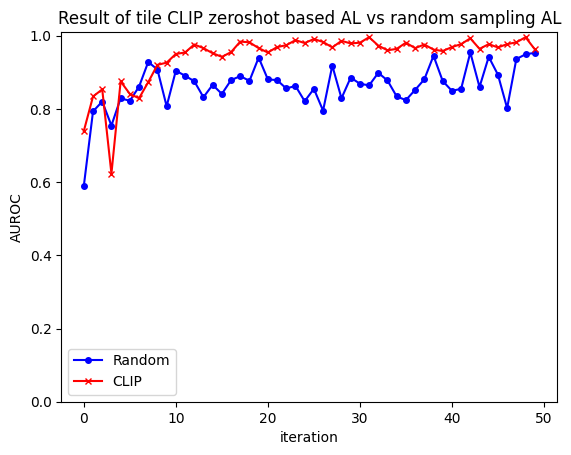 Result of tile CLIP zeroshot based AL vs random sampling AL
1.0
0.8
0.6
0.4
0.2
0.0
AUROC
Random
CLIP
0 10 20 30 40 50
iteration